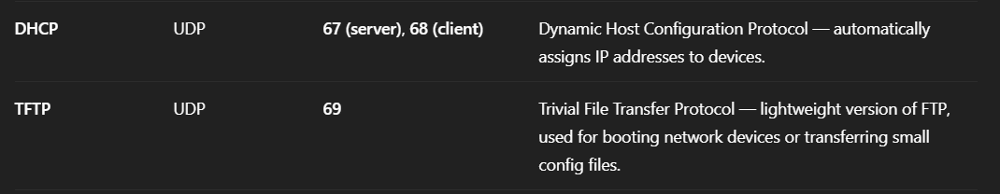 DHCP UDP 67 (server), 68 (client) Dynamic Host Configuration Protocol — automatically
assigns IP addresses to devices.
TFTP UDP 69 Trivial File Transfer Protocol — lightweight version of FTP,
used for booting network devices or transferring small
config files.